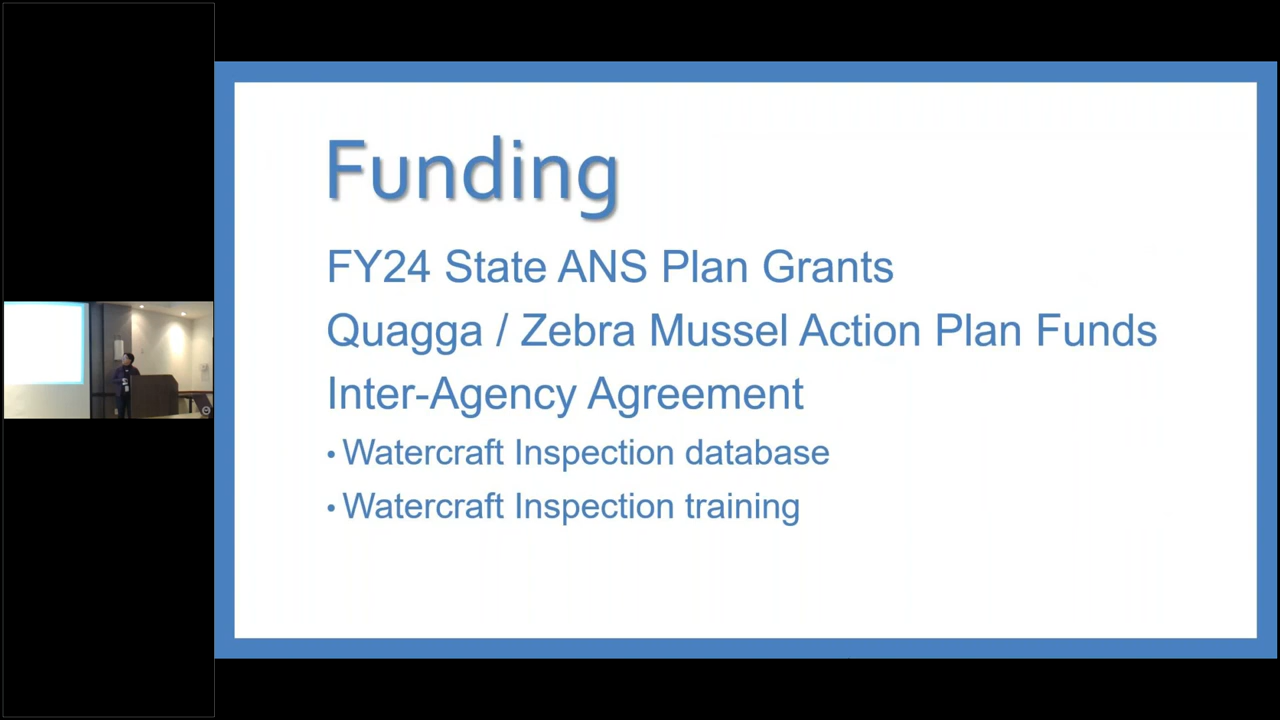 Funding
FY24 State ANS Plan Grants
Quagga / Zebra Mussel Action Plan Funds
Inter-Agency Agreement
• Watercraft Inspection database
• Watercraft Inspection training